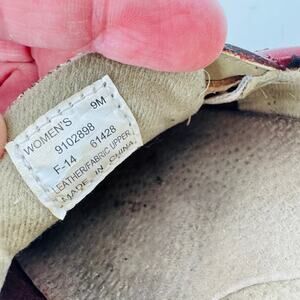 WOMEN'S 9M
9102898
F-14 61428
LEATHER/FABRIC UPPER
MADE IN CHINA